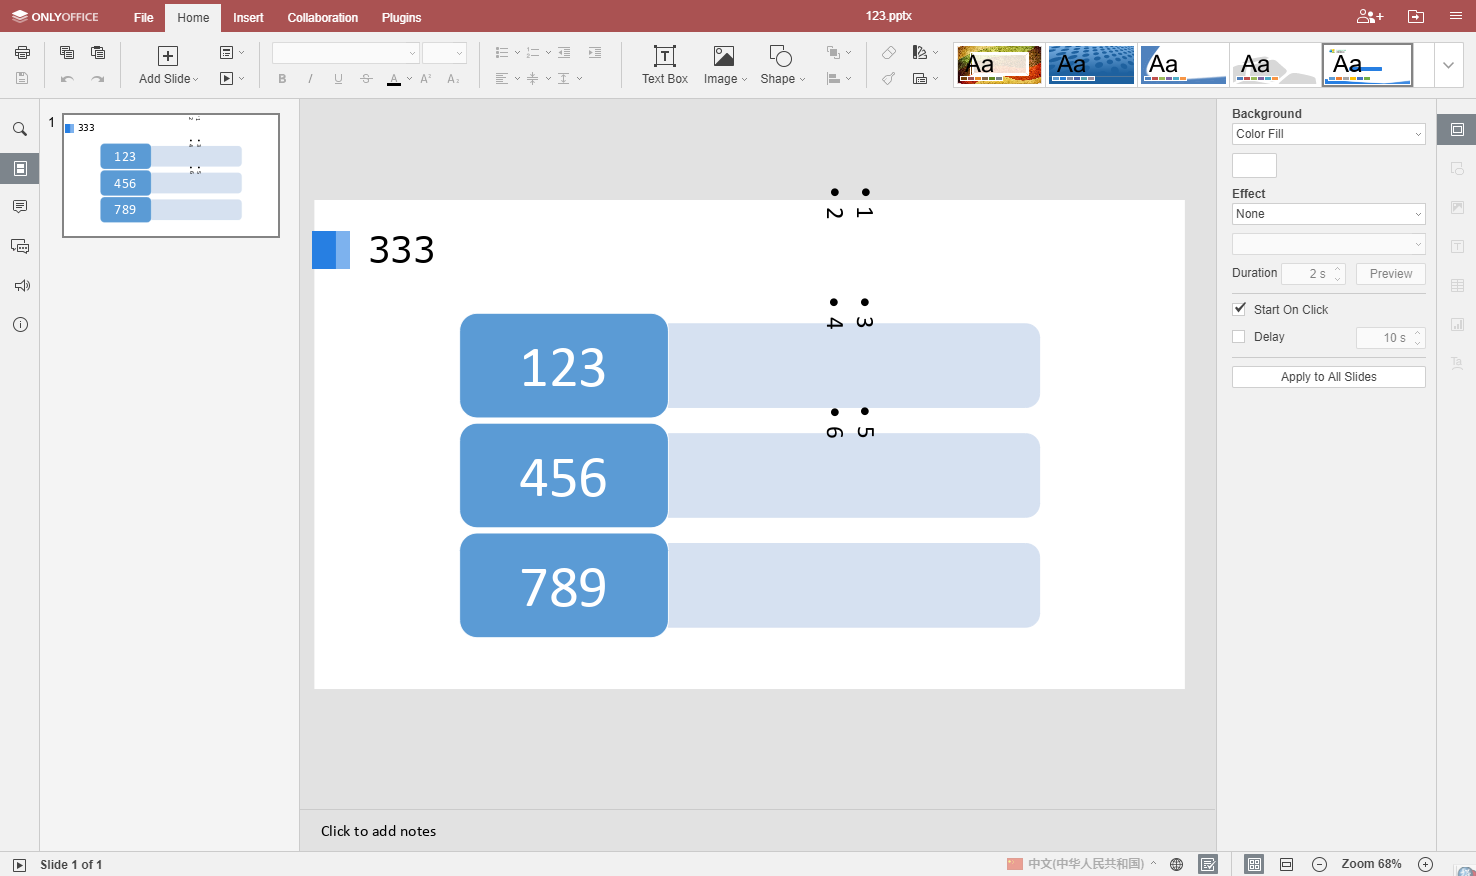 ONLYOFFICE
File Home Insert Collaboration Plugins
123.pptx
Add Slide
B I U S A A A
Text Box Image Shape
Aa Aa Aa Aa Aa
1
333
123
456
789
333
1
2
3
4
5
6
123
456
789
Click to add notes
Background
Color Fill
Effect
None
Duration 2 s Preview
Start On Click
Delay 10 s
Apply to All Slides
Slide 1 of 1
中文(中华人民共和国)
Zoom 68%